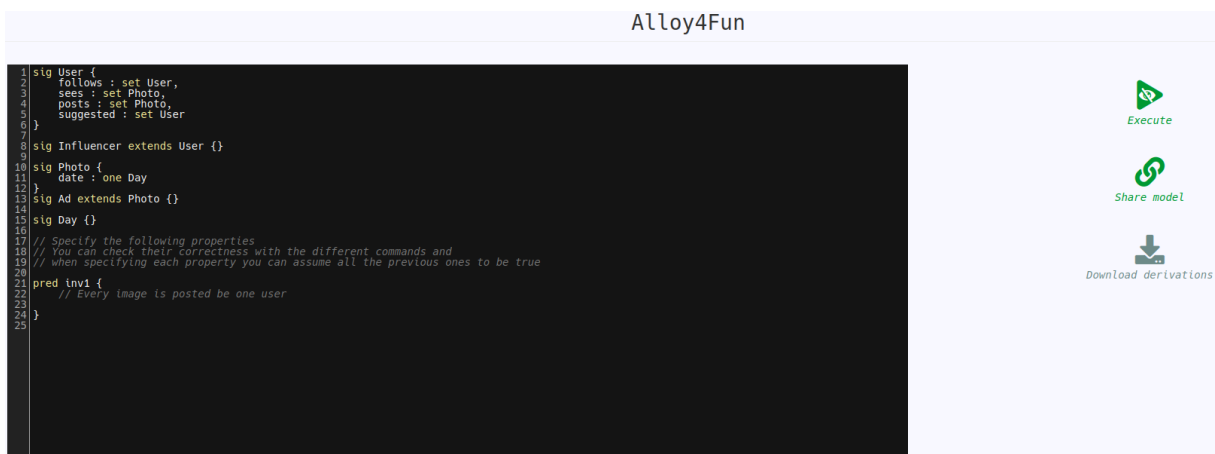 Alloy4Fun
1 sig User {
2     follows : set User,
3     sees : set Photo,
4     posts : set Photo,
5     suggested : set User
6 }
7
8 sig Influencer extends User {}
9
10 sig Photo {
11     date : one Day
12 }
13 sig Ad extends Photo {}
14
15 sig Day {}
16
17 // Specify the following properties
18 // You can check their correctness with the different commands and
19 // when specifying each property you can assume all the previous ones to be true
20
21 pred inv1 {
22     // Every image is posted be one user
23
24 }
25
Execute
Share model
Download derivations